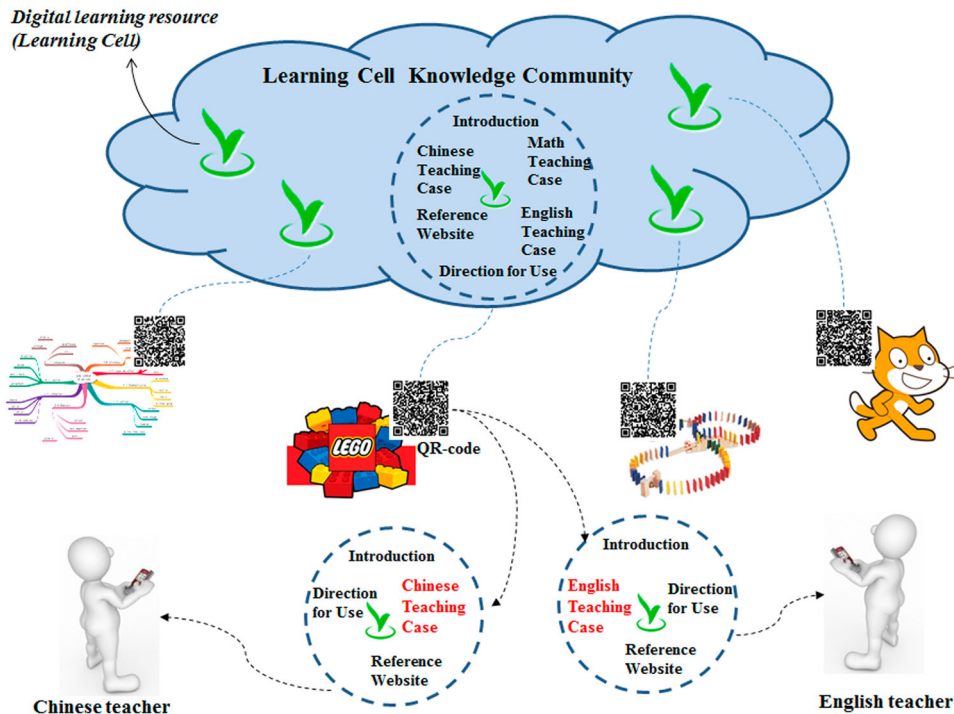 Digital learning resource
(Learning Cell)
Learning Cell Knowledge Community
Introduction
Chinese
Teaching
Case
Math
Teaching
Case
Reference
Website
English
Teaching
Case
Direction for Use
LEGO
QR-code
Introduction
Direction
for Use
Chinese
Teaching
Case
Reference
Website
Introduction
English
Teaching
Case
Direction
for Use
Reference
Website
Chinese teacher
English teacher